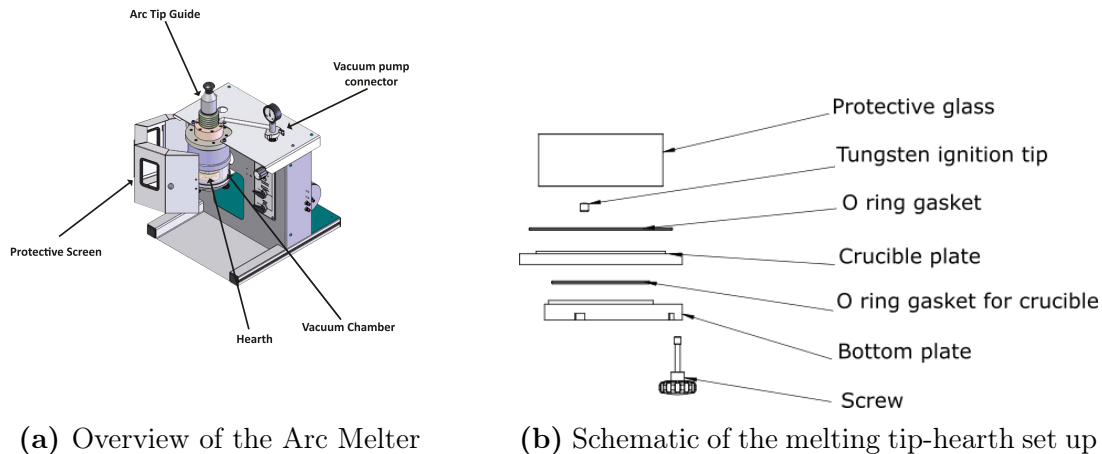 Arc Tip Guide
Vacuum pump
connector
Protective Screen
Vacuum Chamber
Hearth
Protective glass
Tungsten ignition tip
O ring gasket
Crucible plate
O ring gasket for crucible
Bottom plate
Screw
(a) Overview of the Arc Melter
(b) Schematic of the melting tip-hearth set up